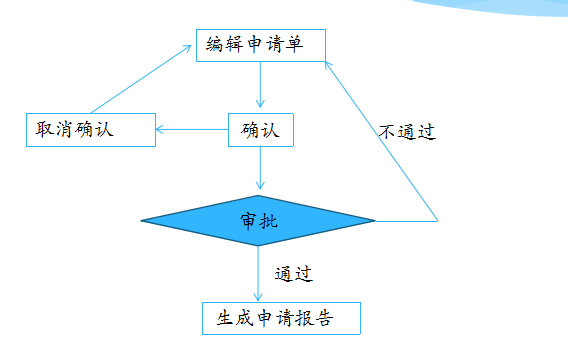 编辑申请单
取消确认
确认
不通过
审批
通过
生成申请报告